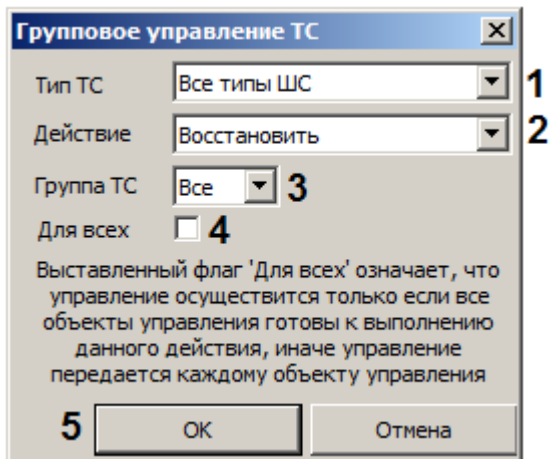 Групповое управление ТС
Тип ТС Все типы ШС 1
Действие Восстановить 2
Группа ТС Все 3
Для всех 4
Выставленный флаг 'Для всех' означает, что
управление осуществится только если все
объекты управления готовы к выполнению
данного действия, иначе управление
передается каждому объекту управления
5 OK Отмена